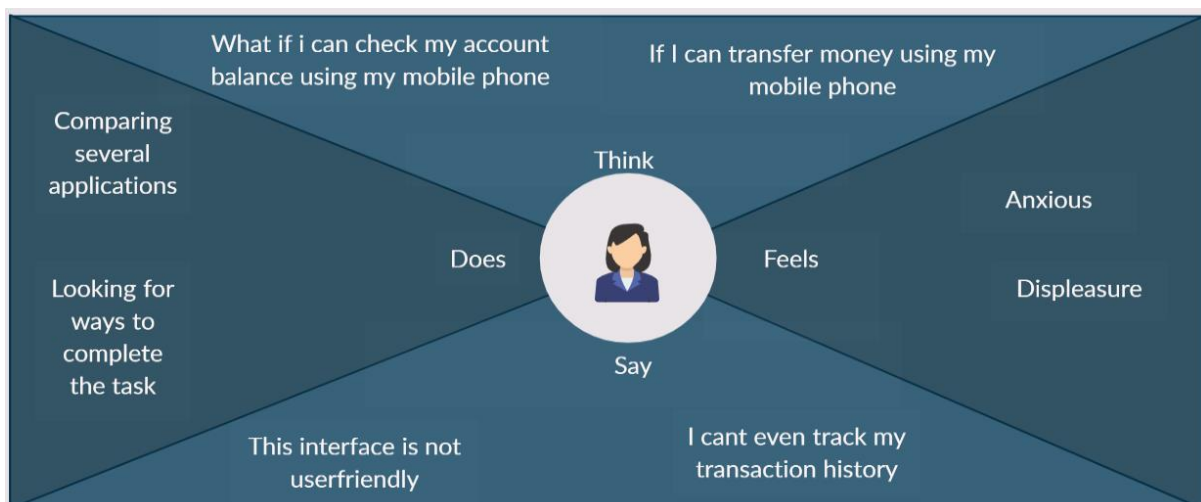 What if i can check my account
balance using my mobile phone
If I can transfer money using my
mobile phone
Think
Comparing
several
applications
Looking for
ways to
complete
the task
Does
Feels
Anxious
Displeasure
Say
This interface is not
userfriendly
I cant even track my
transaction history